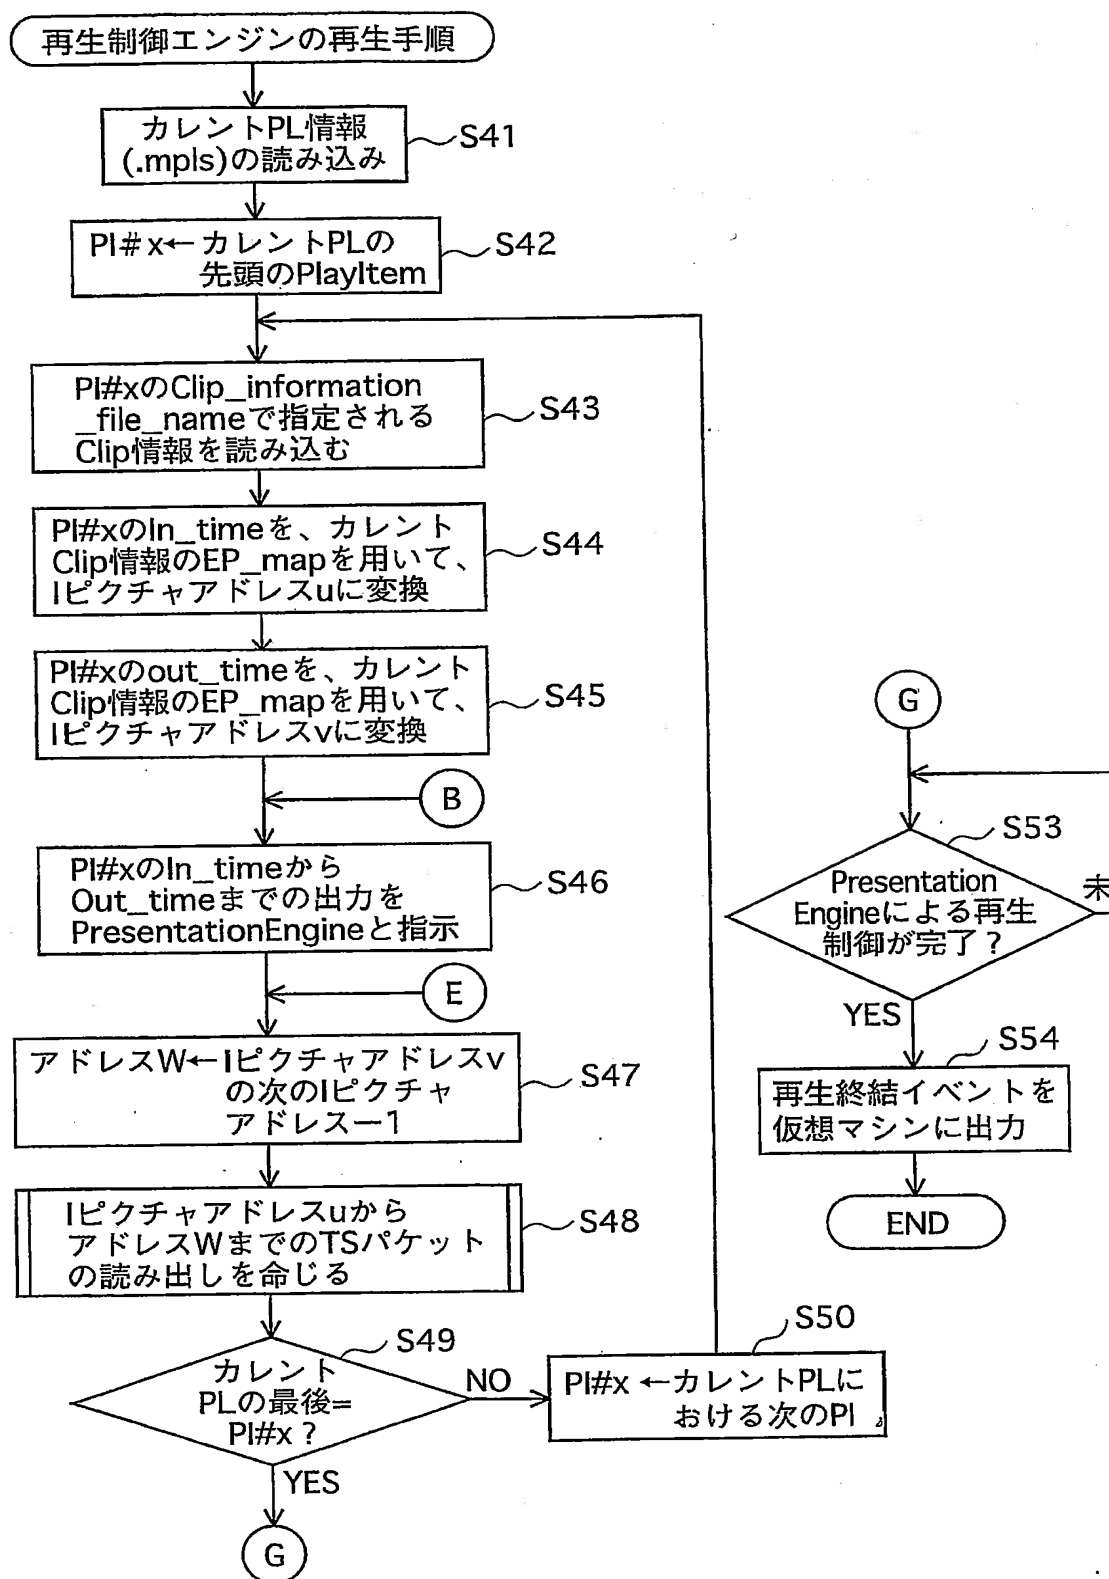 再生制御エンジンの再生手順
カレントPL情報
(.mpls)の読み込み
S41
PI#x←カレントPLの
先頭のPlayItem
S42
PI#xのClip_information
_file_nameで指定される
Clip情報を読み込む
S43
PI#xのIn_timeを、カレント
Clip情報のEP_mapを用いて、
Iピクチャアドレスuに変換
S44
PI#xのout_timeを、カレント
Clip情報のEP_mapを用いて、
Iピクチャアドレスvに変換
S45
B
PI#xのIn_timeから
Out_timeまでの出力を
PresentationEngineと指示
S46
E
アドレスW←Iピクチャアドレスv
の次のIピクチャ
アドレスー1
S47
Iピクチャアドレスuから
アドレスWまでのTSパケット
の読み出しを命じる
S48
カレント
PLの最後=
PI#x?
S49
NO
YES
PI#x ←カレントPLに
おける次のPI
S50
G
G
Presentation
Engineによる再生
制御が完了?
S53
未
YES
再生終結イベントを
仮想マシンに出力
S54
END